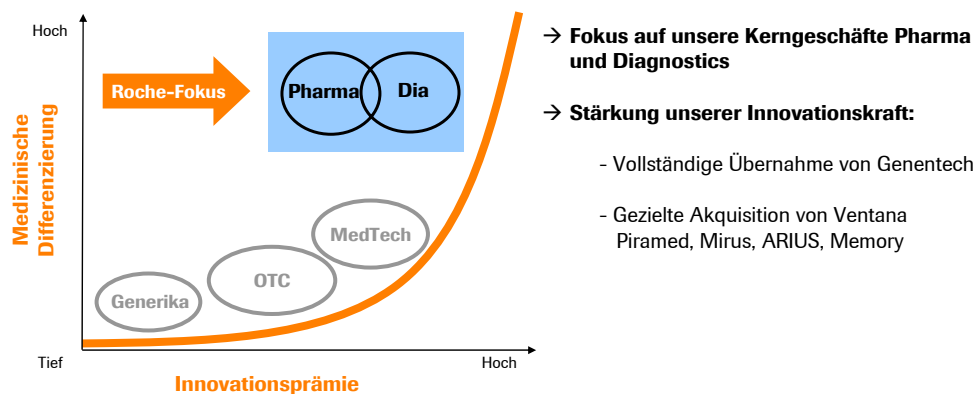 Hoch
Medizinische
Differenzierung
Roche-Fokus
Pharma
Dia
MedTech
OTC
Generika
Tief
Hoch
Innovationsprämie
→ Fokus auf unsere Kerngeschäfte Pharma
und Diagnostics
→ Stärkung unserer Innovationskraft:
- Vollständige Übernahme von Genentech
- Gezielte Akquisition von Ventana
Piramed, Mirus, ARIUS, Memory